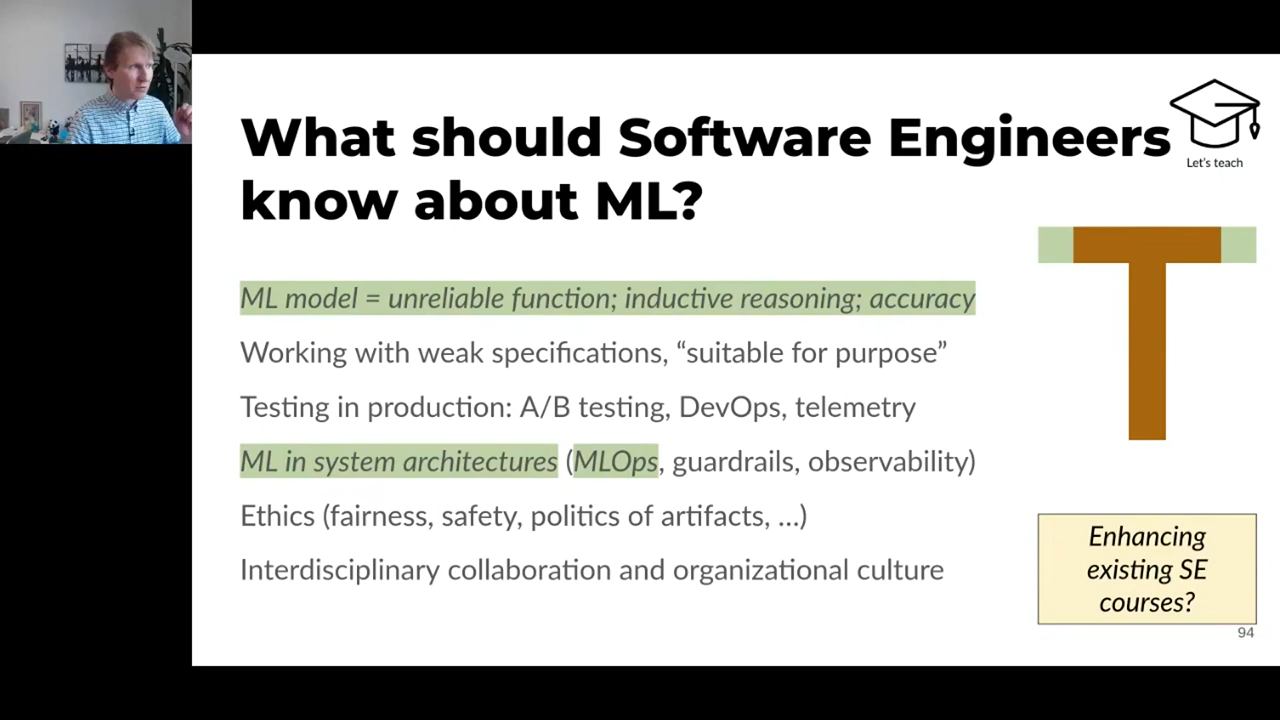 What should Software Engineers
know about ML?
Let's teach
ML model = unreliable function; inductive reasoning; accuracy
Working with weak specifications, “suitable for purpose”
Testing in production: A/B testing, DevOps, telemetry
ML in system architectures (MLOps, guardrails, observability)
Ethics (fairness, safety, politics of artifacts, ...)
Interdisciplinary collaboration and organizational culture
Enhancing
existing SE
courses?
94